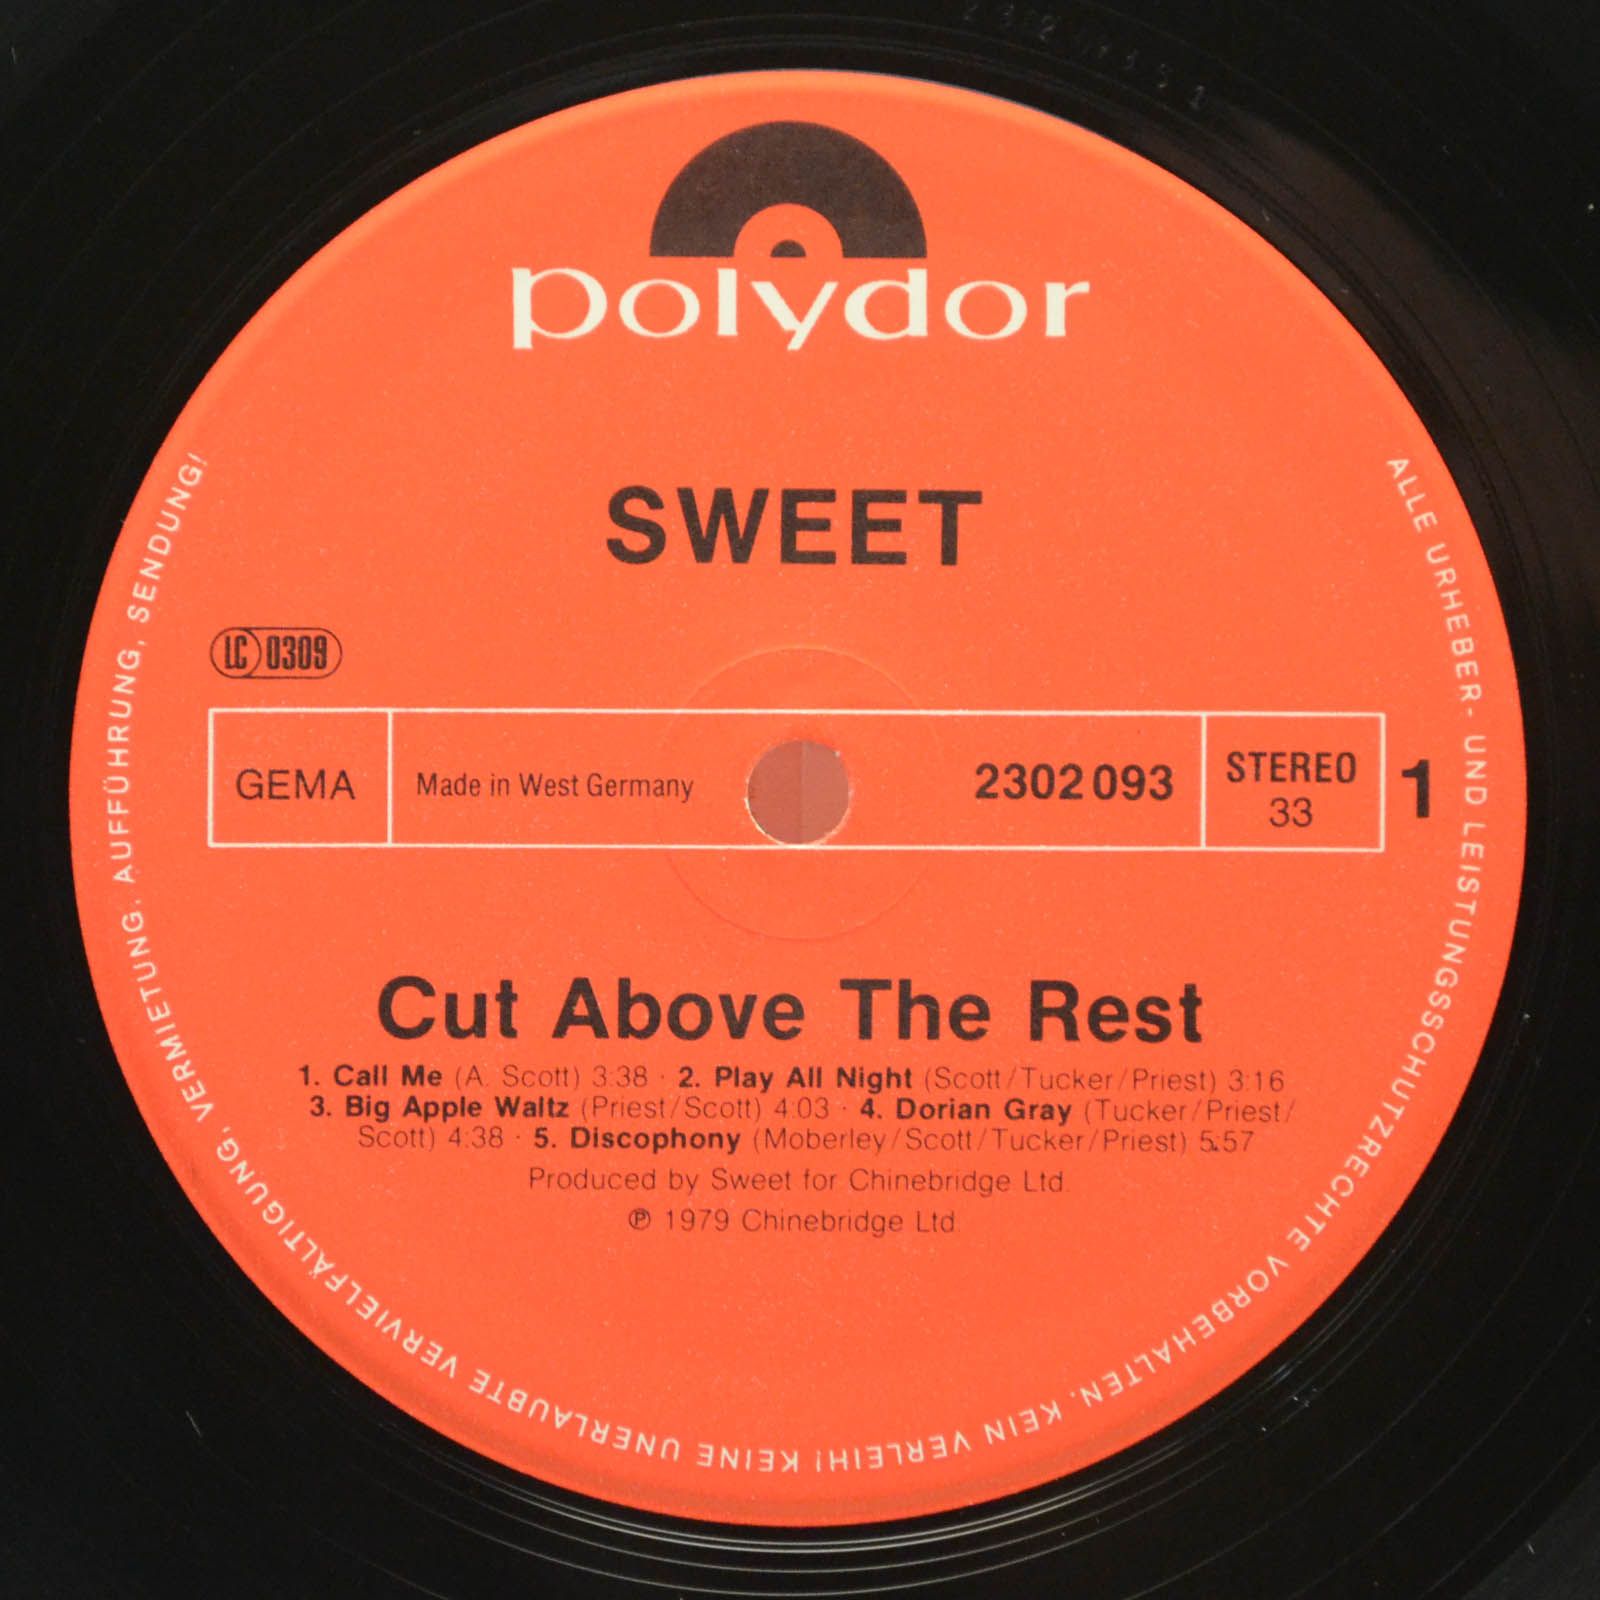 polydor
SWEET
LC 0309
GEMA
Made in West Germany
2302 093
STEREO
33
1
Cut Above The Rest
1. Call Me (A. Scott) 3:38 · 2. Play All Night (Scott/Tucker/Priest) 3:16
3. Big Apple Waltz (Priest/Scott) 4:03 · 4. Dorian Gray (Tucker/Priest/
Scott) 4:38 · 5. Discophony (Moberley/Scott/Tucker/Priest) 5:57
Produced by Sweet for Chinebridge Ltd.
℗ 1979 Chinebridge Ltd
ALLE URHEBER- UND LEISTUNGSSCHUTZRECHTE VORBEHALTEN. KEIN VERLEIH! KEINE UNERLAUBTE VERVIELFÄLTIGUNG, VERMIETUNG, AUFFÜHRUNG, SENDUNG!